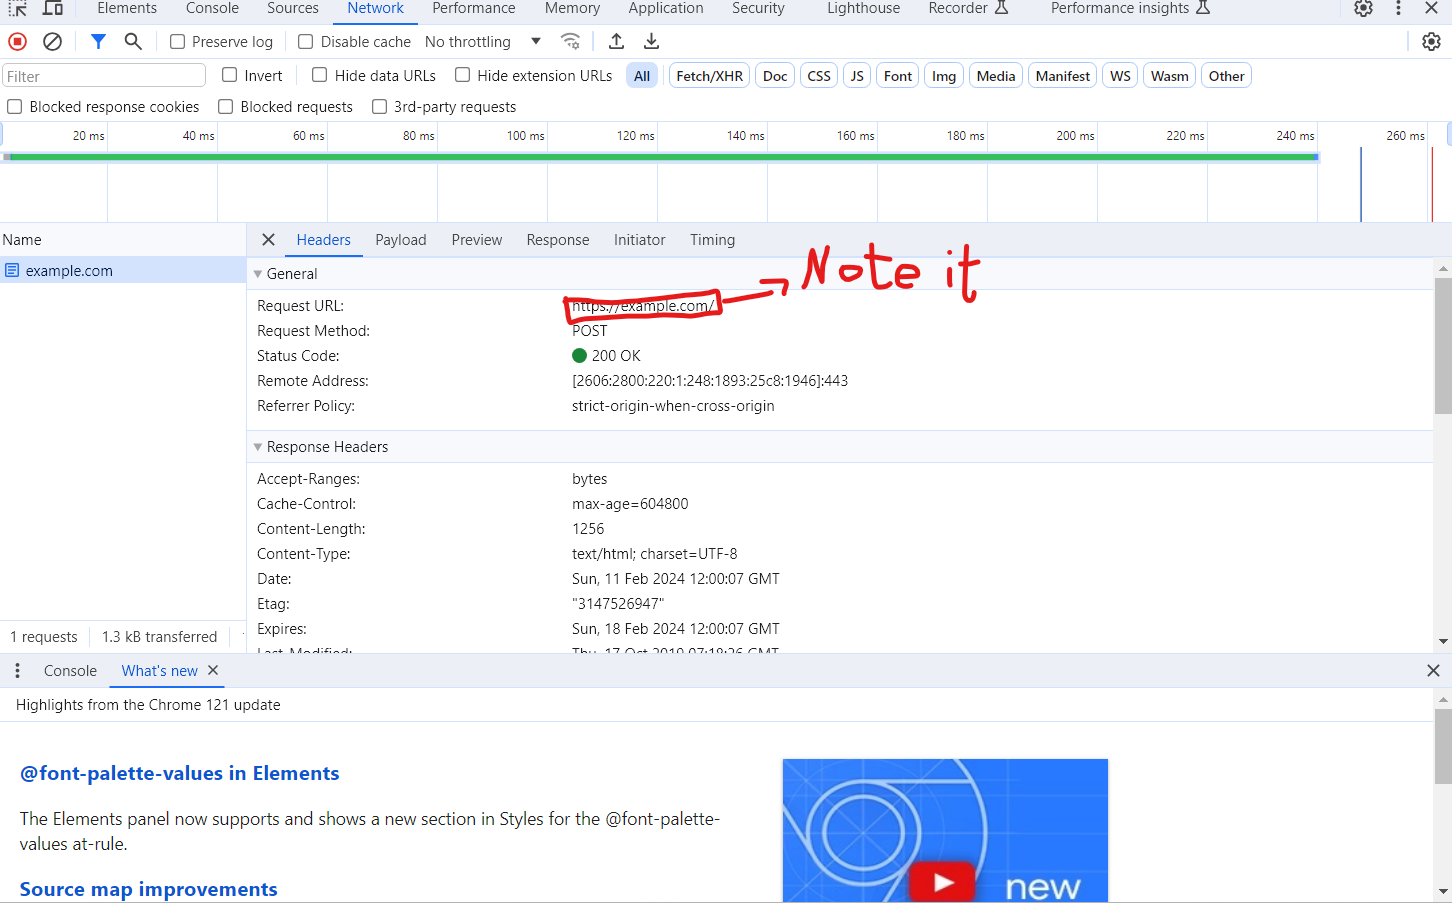 Elements Console Sources Network Performance Memory Application Security Lighthouse Recorder Performance insights
Preserve log Disable cache No throttling
Filter Invert Hide data URLs Hide extension URLs All Fetch/XHR Doc CSS JS Font Img Media Manifest WS Wasm Other
Blocked response cookies Blocked requests 3rd-party requests
20 ms 40 ms 60 ms 80 ms 100 ms 120 ms 140 ms 160 ms 180 ms 200 ms 220 ms 240 ms 260 ms
Name
example.com
1 requests 1.3 kB transferred
Headers Payload Preview Response Initiator Timing
Note it
General
Request URL: https://example.com/
Request Method: POST
Status Code: 200 OK
Remote Address: [2606:2800:220:1:248:1893:25c8:1946]:443
Referrer Policy: strict-origin-when-cross-origin
Response Headers
Accept-Ranges: bytes
Cache-Control: max-age=604800
Content-Length: 1256
Content-Type: text/html; charset=UTF-8
Date: Sun, 11 Feb 2024 12:00:07 GMT
Etag: "3147526947"
Expires: Sun, 18 Feb 2024 12:00:07 GMT
Last-Modified: Thu, 17 Oct 2019 07:18:26 GMT
Console What's new
Highlights from the Chrome 121 update
@font-palette-values in Elements
The Elements panel now supports and shows a new section in Styles for the @font-palette-
values at-rule.
Source map improvements
new